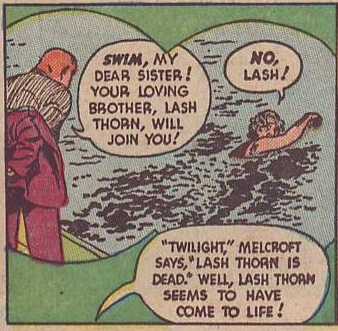 SWIM, MY
DEAR SISTER!
YOUR LOVING
BROTHER, LASH
THORN, WILL
JOIN YOU!
NO,
LASH!
"TWILIGHT," MELCROFT
SAYS, "LASH THORN IS
DEAD." WELL, LASH THORN
SEEMS TO HAVE
COME TO LIFE!